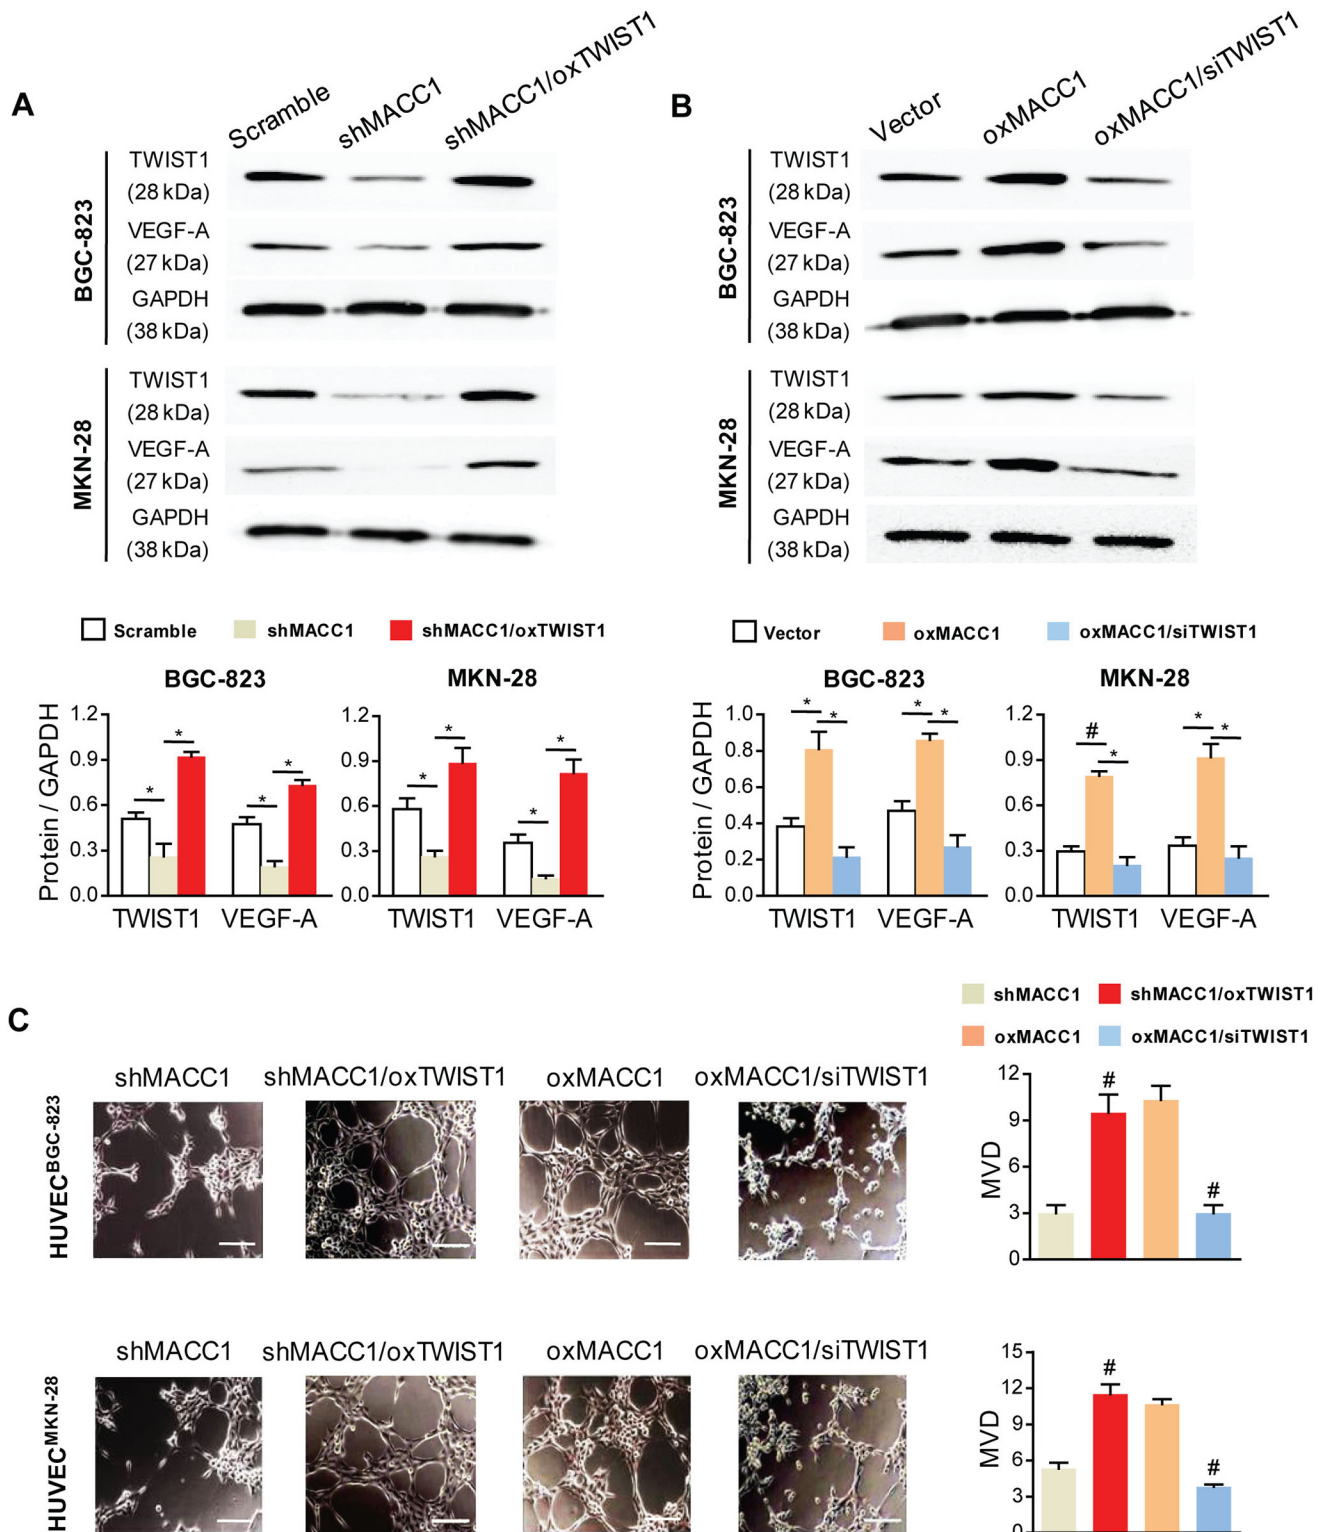 A
Scramble
shMACC1
shMACC1/oxTWIST1
BGC-823
TWIST1
(28 kDa)
VEGF-A
(27 kDa)
GAPDH
(38 kDa)
MKN-28
TWIST1
(28 kDa)
VEGF-A
(27 kDa)
GAPDH
(38 kDa)
Scramble shMACC1 shMACC1/oxTWIST1
BGC-823
Protein / GAPDH
1.2
0.9
0.6
0.3
0.0
* * * *
TWIST1 VEGF-A
MKN-28
1.2
0.9
0.6
0.3
0.0
* * * *
TWIST1 VEGF-A
B
Vector
oxMACC1
oxMACC1/siTWIST1
BGC-823
TWIST1
(28 kDa)
VEGF-A
(27 kDa)
GAPDH
(38 kDa)
MKN-28
TWIST1
(28 kDa)
VEGF-A
(27 kDa)
GAPDH
(38 kDa)
Vector oxMACC1 oxMACC1/siTWIST1
BGC-823
Protein / GAPDH
1.0
0.8
0.6
0.4
0.2
0.0
* * * *
TWIST1 VEGF-A
MKN-28
1.2
0.9
0.6
0.3
0.0
# * * *
TWIST1 VEGF-A
C
shMACC1 shMACC1/oxTWIST1
oxMACC1 oxMACC1/siTWIST1
HUVEC^BGC-823
shMACC1 shMACC1/oxTWIST1 oxMACC1 oxMACC1/siTWIST1
MVD
12
9
6
3
0
# #
HUVEC^MKN-28
shMACC1 shMACC1/oxTWIST1 oxMACC1 oxMACC1/siTWIST1
MVD
15
12
9
6
3
0
# #